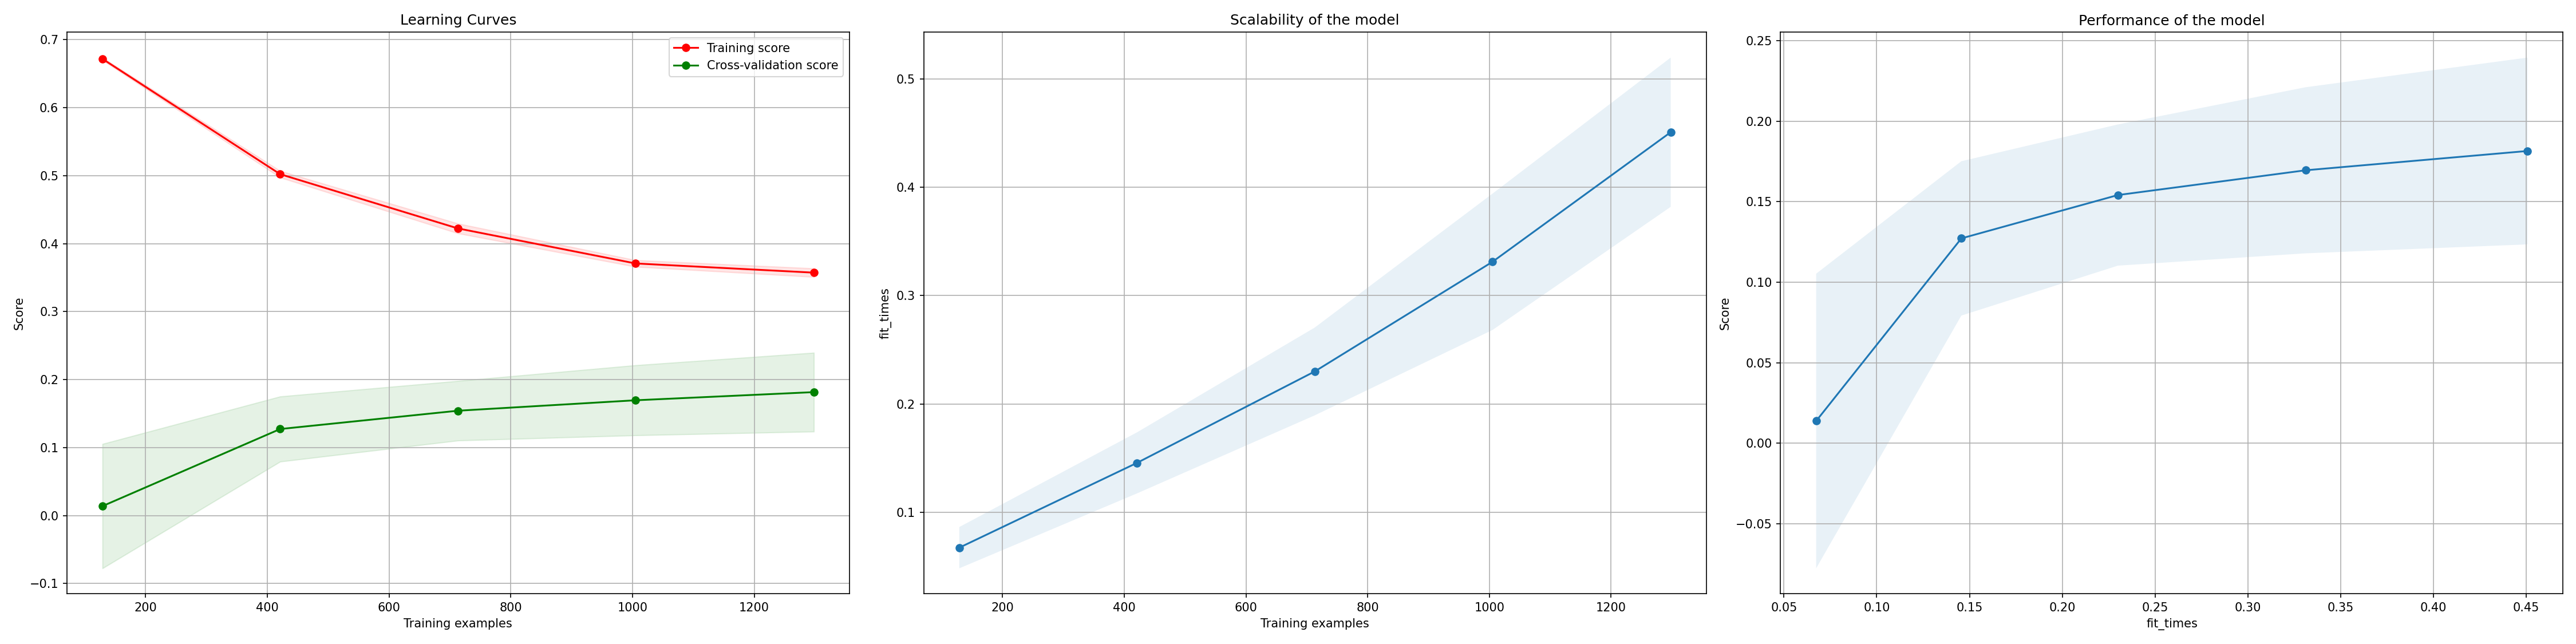 Learning Curves
0.7
0.6
0.5
0.4
0.3
0.2
0.1
0.0
−0.1
Score
200 400 600 800 1000 1200
Training examples
Training score
Cross-validation score
Scalability of the model
0.5
0.4
0.3
0.2
0.1
fit_times
200 400 600 800 1000 1200
Training examples
Performance of the model
0.25
0.20
0.15
0.10
0.05
0.00
−0.05
Score
0.05 0.10 0.15 0.20 0.25 0.30 0.35 0.40 0.45
fit_times